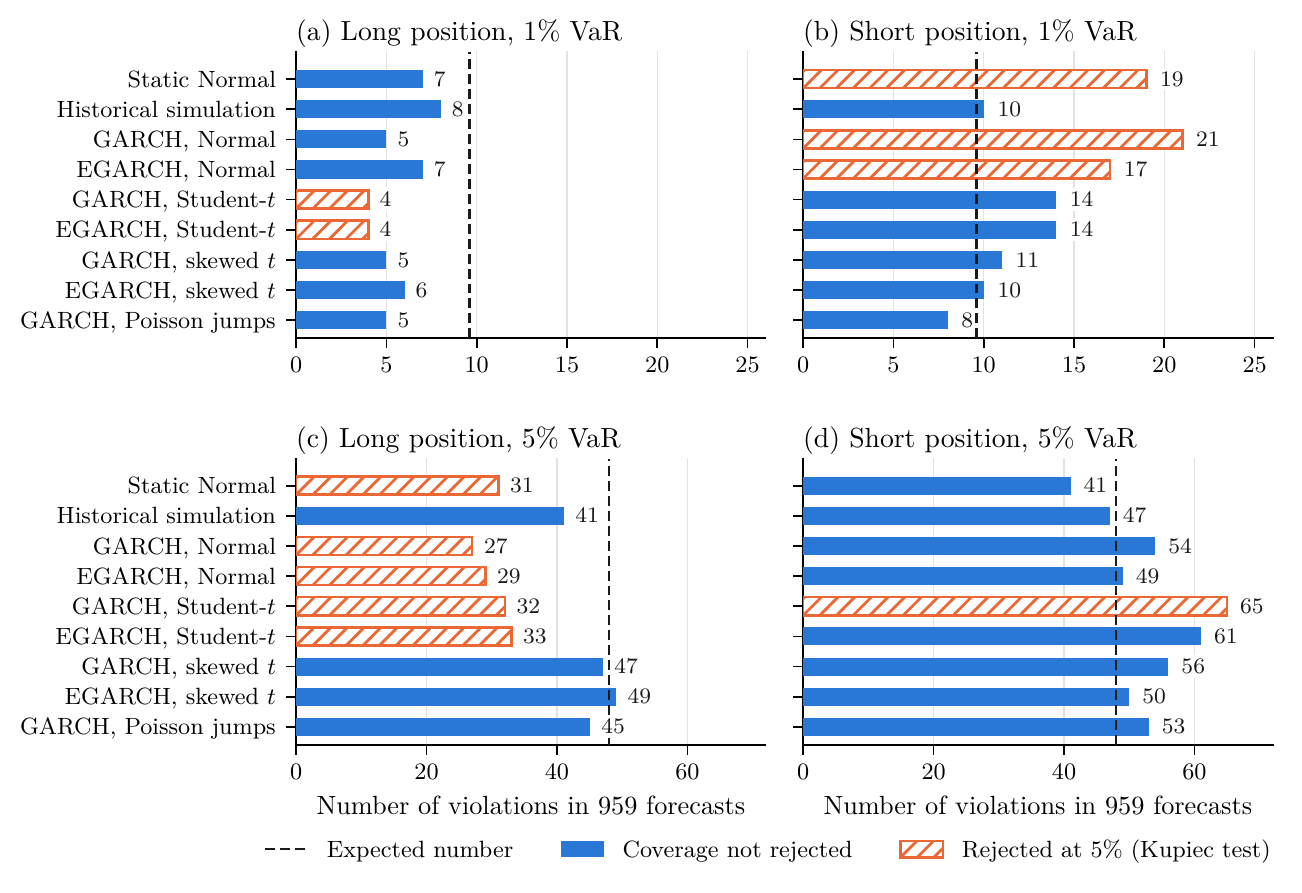 (a) Long position, 1% VaR
Static Normal 7
Historical simulation 8
GARCH, Normal 5
EGARCH, Normal 7
GARCH, Student-t 4
EGARCH, Student-t 4
GARCH, skewed t 5
EGARCH, skewed t 6
GARCH, Poisson jumps 5
0 5 10 15 20 25
(b) Short position, 1% VaR
19
10
21
17
14
14
11
10
8
0 5 10 15 20 25
(c) Long position, 5% VaR
Static Normal 31
Historical simulation 41
GARCH, Normal 27
EGARCH, Normal 29
GARCH, Student-t 32
EGARCH, Student-t 33
GARCH, skewed t 47
EGARCH, skewed t 49
GARCH, Poisson jumps 45
0 20 40 60
Number of violations in 959 forecasts
(d) Short position, 5% VaR
41
47
54
49
65
61
56
50
53
0 20 40 60
Number of violations in 959 forecasts
Expected number
Coverage not rejected
Rejected at 5% (Kupiec test)